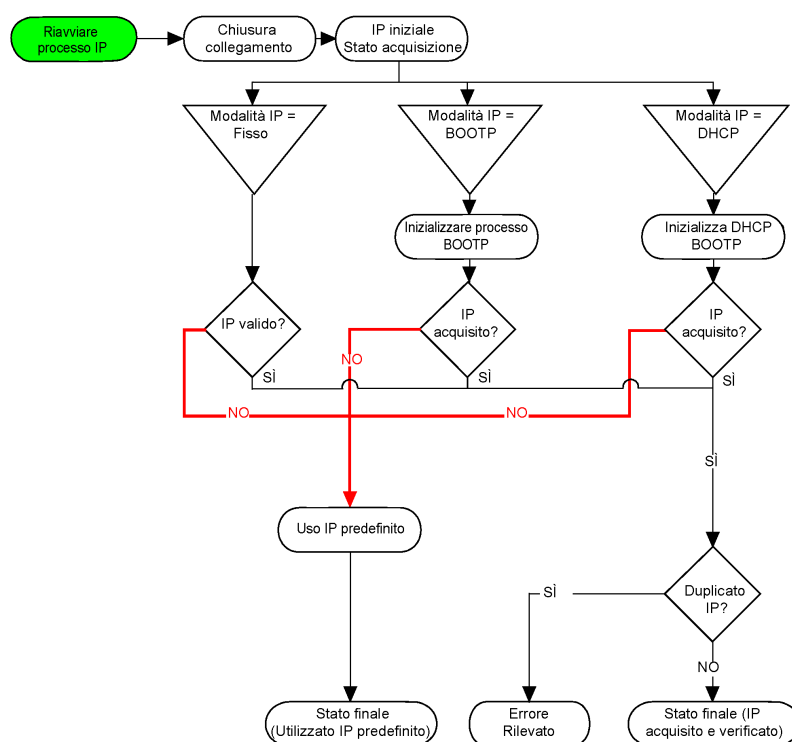 Riavviare
processo IP
Chiusura
collegamento
IP iniziale
Stato acquisizione
Modalità IP =
Fisso
Modalità IP =
BOOTP
Modalità IP =
DHCP
Inizializzare processo
BOOTP
Inizializza DHCP
BOOTP
IP valido?
IP
acquisito?
IP
acquisito?
NO
SÌ
SÌ
SÌ
NO
NO
SÌ
Uso IP predefinito
Duplicato
IP?
SÌ
NO
Stato finale
(Utilizzato IP predefinito)
Errore
Rilevato
Stato finale (IP
acquisito e verificato)